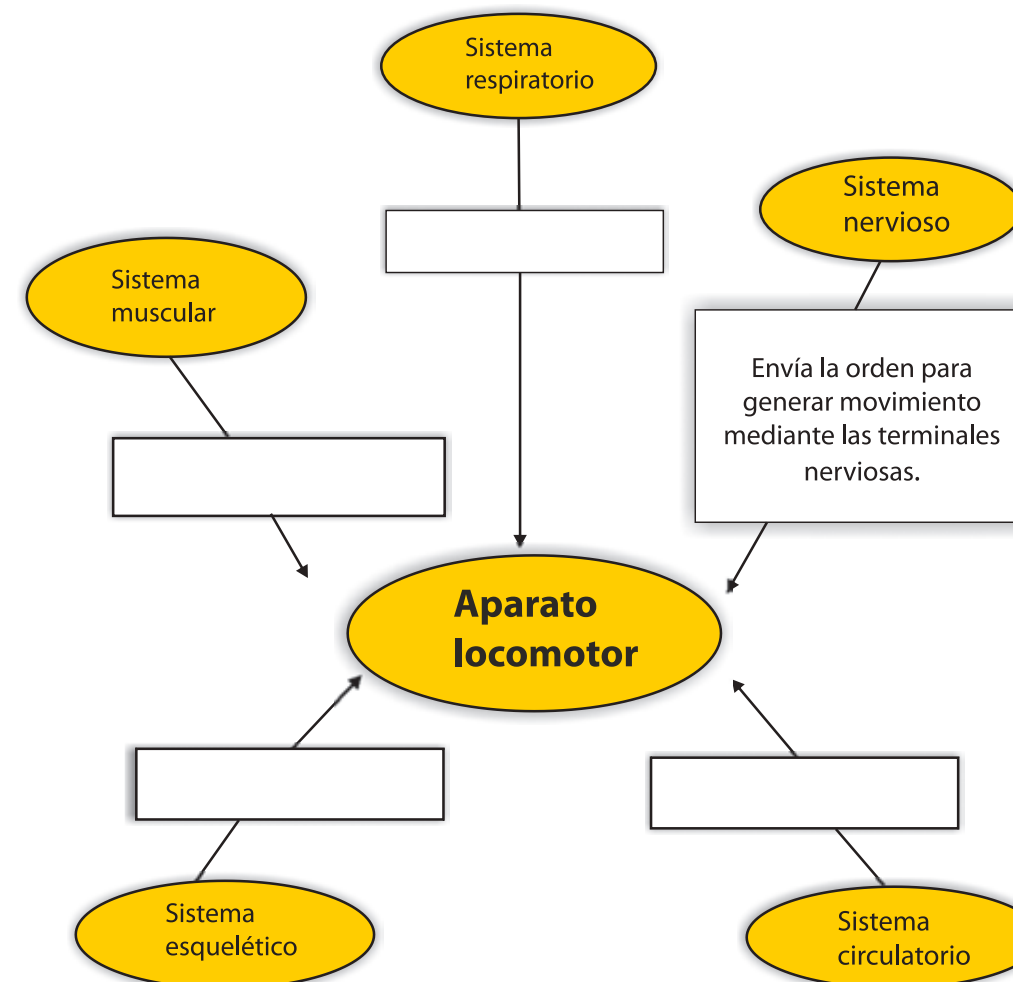 Sistema
respiratorio
Sistema
nervioso
Sistema
muscular
Envía la orden para
generar movimiento
mediante las terminales
nerviosas.
Aparato
locomotor
Sistema
esquelético
Sistema
circulatorio